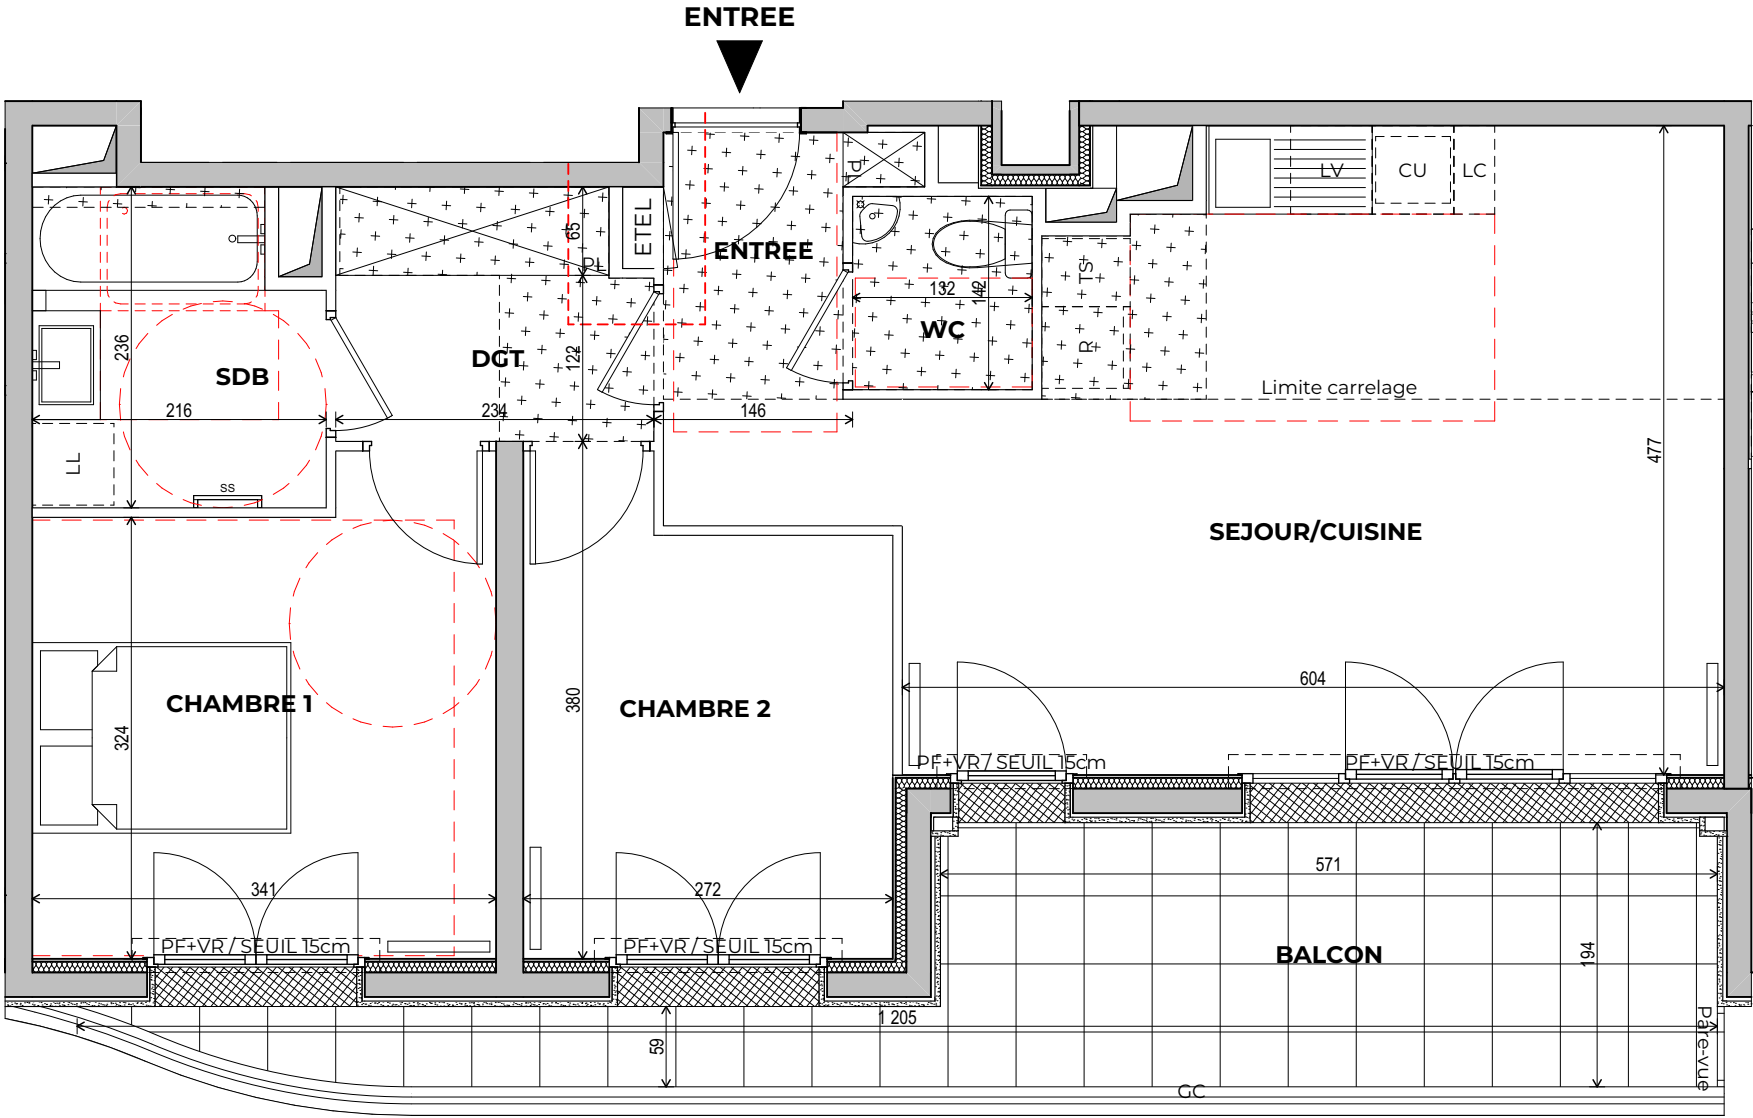 ENTREE
PL
LV
CU
LC
ETEL
65
ENTREE
PL
TS
132
142
WC
R
236
122
DGT
SDB
Limite carrelage
216
234
146
LL
477
SS
SEJOUR/CUISINE
604
CHAMBRE 1
380
CHAMBRE 2
324
PF+VR / SEUIL 15cm
PF+VR / SEUIL 15cm
571
341
272
PF+VR / SEUIL 15cm
PF+VR / SEUIL 15cm
BALCON
194
1 205
59
Pare-vue
GC